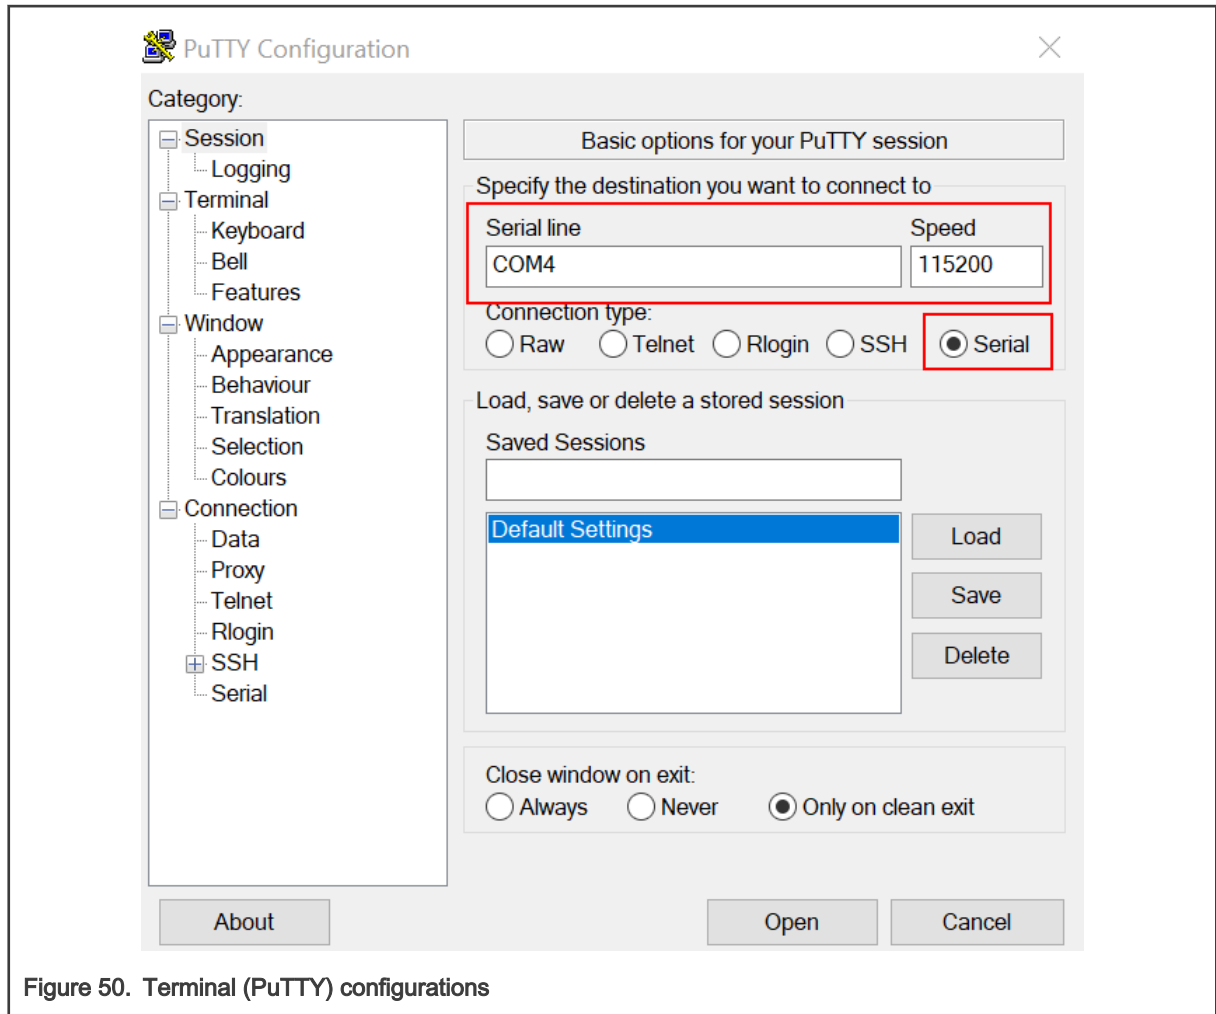 PuTTY Configuration
Category:
Session
Logging
Terminal
Keyboard
Bell
Features
Window
Appearance
Behaviour
Translation
Selection
Colours
Connection
Data
Proxy
Telnet
Rlogin
SSH
Serial
Basic options for your PuTTY session
Specify the destination you want to connect to
Serial line Speed
COM4 115200
Connection type:
Raw Telnet Rlogin SSH Serial
Load, save or delete a stored session
Saved Sessions
Default Settings
Load
Save
Delete
Close window on exit:
Always Never Only on clean exit
About Open Cancel
Figure 50. Terminal (PuTTY) configurations